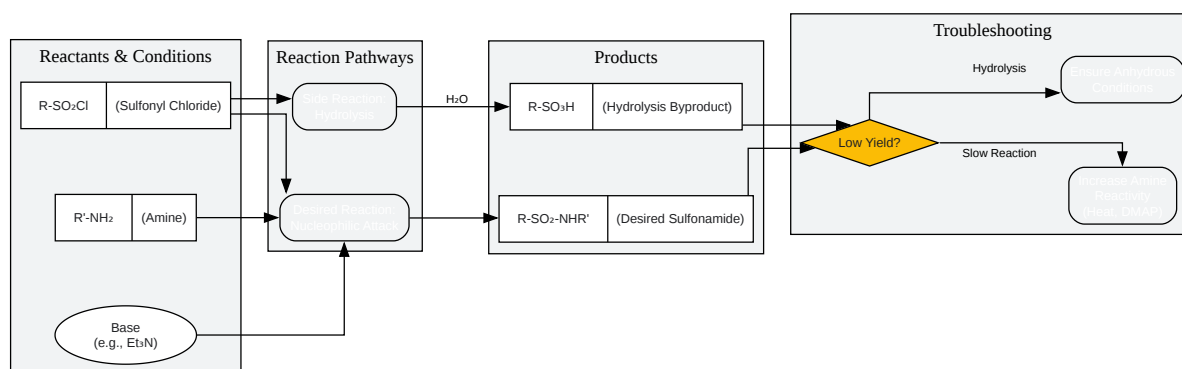 Reactants & Conditions
R-SO₂Cl
(Sulfonyl Chloride)
R'-NH₂
(Amine)
Base
(e.g., Et₃N)
Reaction Pathways
Side Reaction:
Hydrolysis
Desired Reaction:
Nucleophilic Attack
H₂O
Products
R-SO₃H
(Hydrolysis Byproduct)
R-SO₂-NHR'
(Desired Sulfonamide)
Troubleshooting
Low Yield?
Hydrolysis
Ensure Anhydrous
Conditions
Slow Reaction
Increase Amine
Reactivity
(Heat, DMAP)